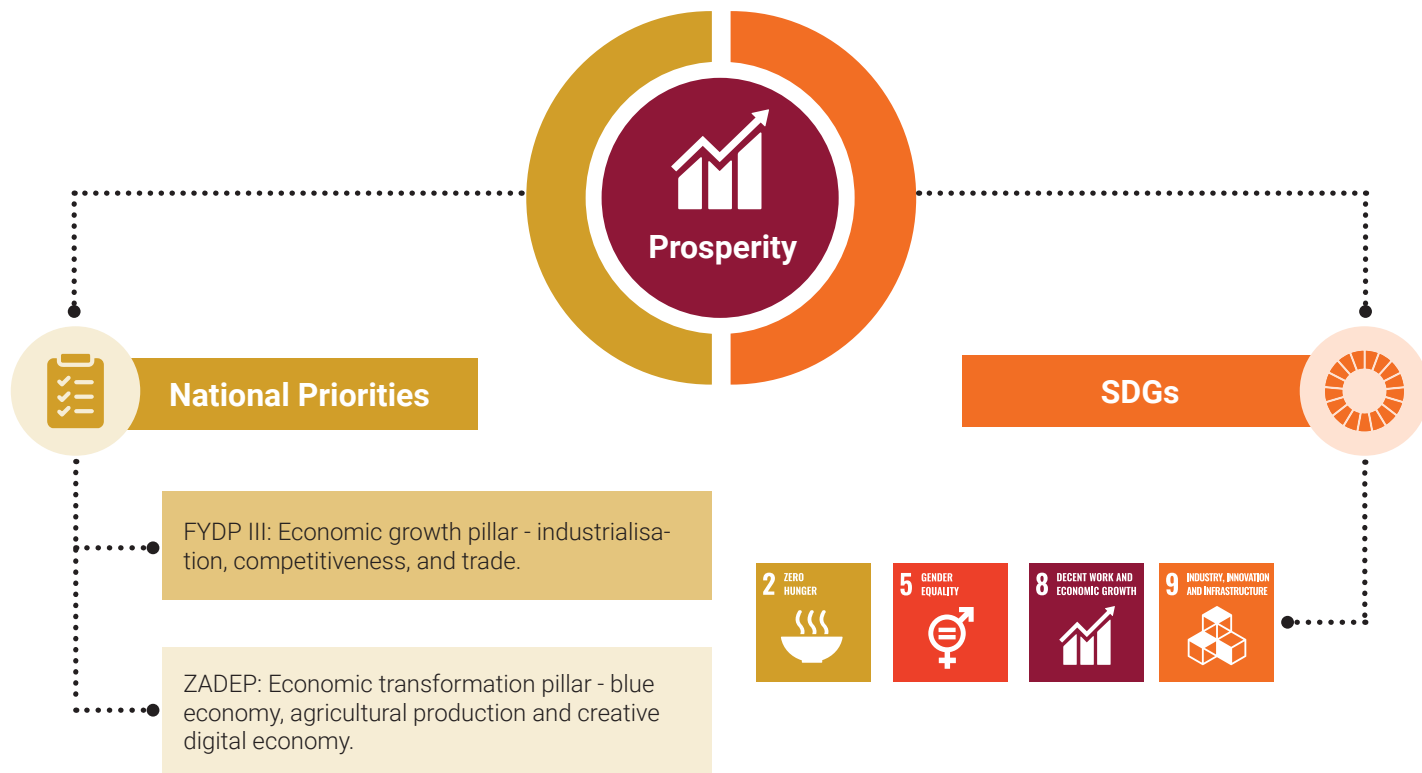 Prosperity
National Priorities
FYDP III: Economic growth pillar - industrialisa-
tion, competitiveness, and trade.
ZADEP: Economic transformation pillar - blue
economy, agricultural production and creative
digital economy.
SDGs
2 ZERO
HUNGER
5 GENDER
EQUALITY
8 DECENT WORK AND
ECONOMIC GROWTH
9 INDUSTRY, INNOVATION
AND INFRASTRUCTURE